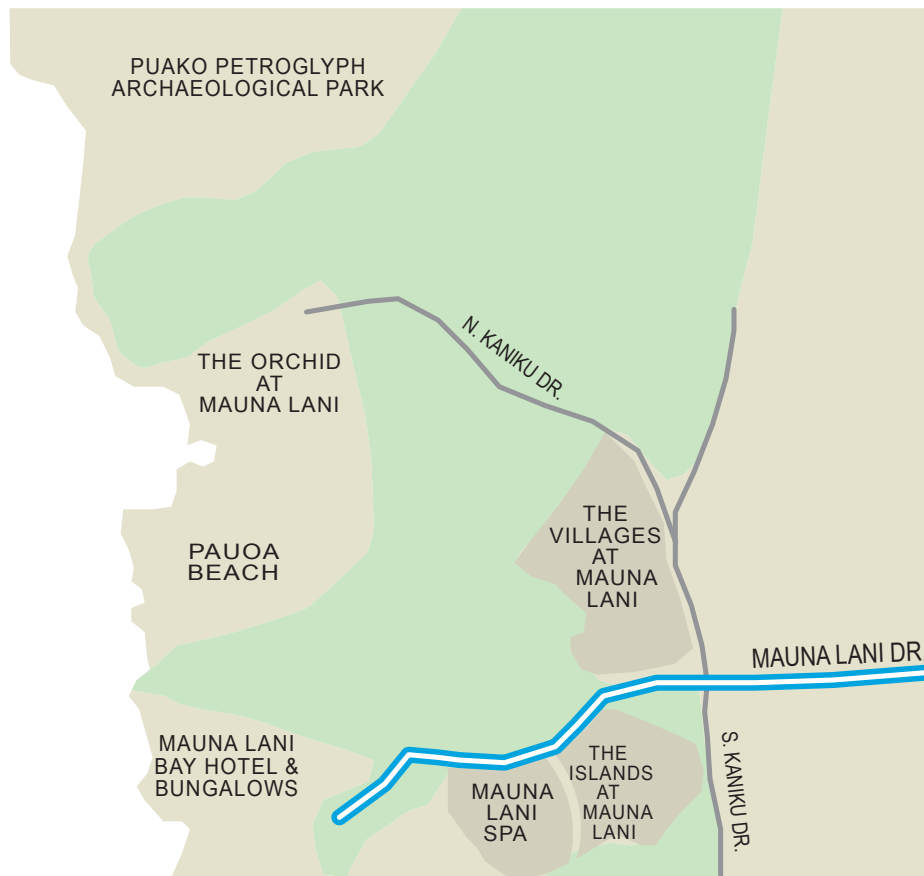 PUAKO PETROGLYPH
ARCHAEOLOGICAL PARK
N. KANIKU DR.
THE ORCHID
AT
MAUNA LANI
THE
VILLAGES
AT
MAUNA
LANI
PAUOA
BEACH
MAUNA LANI DR
MAUNA LANI
BAY HOTEL &
BUNGALOWS
MAUNA
LANI
SPA
THE
ISLANDS
AT
MAUNA
LANI
S. KANIKU DR.